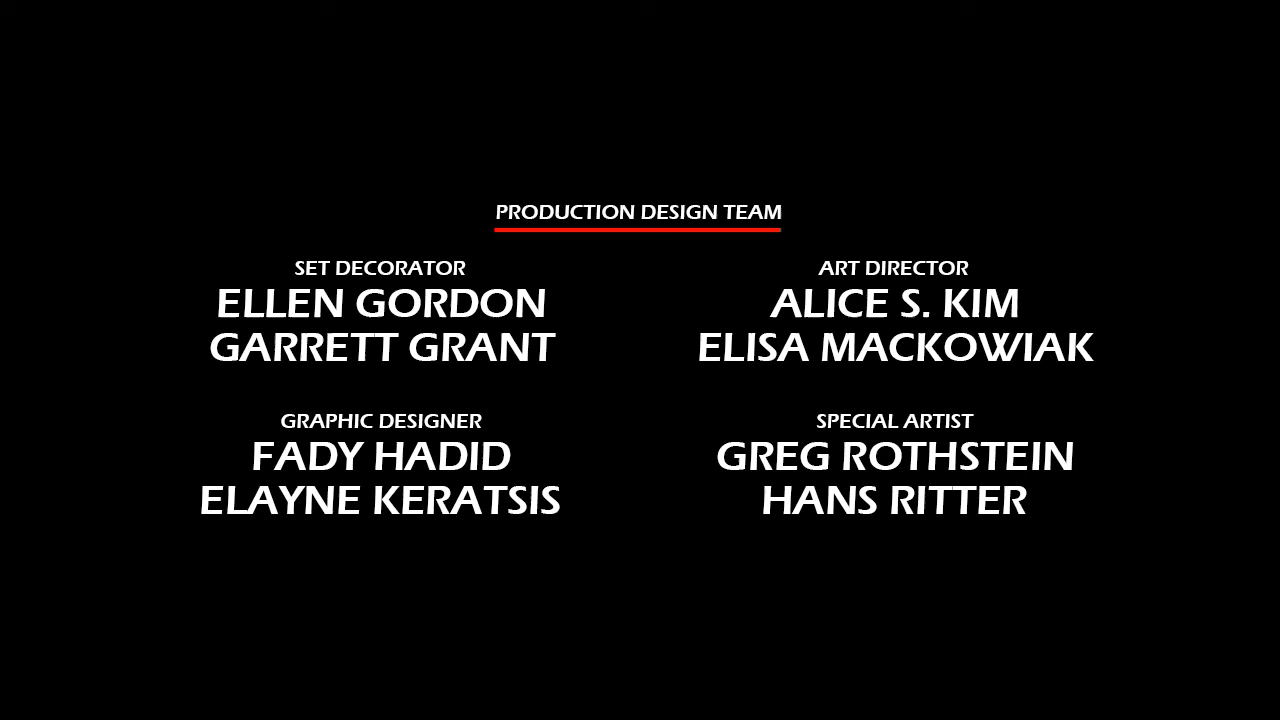 PRODUCTION DESIGN TEAM
SET DECORATOR
ELLEN GORDON
GARRETT GRANT
ART DIRECTOR
ALICE S. KIM
ELISA MACKOWIAK
GRAPHIC DESIGNER
FADY HADID
ELAYNE KERATSIS
SPECIAL ARTIST
GREG ROTHSTEIN
HANS RITTER